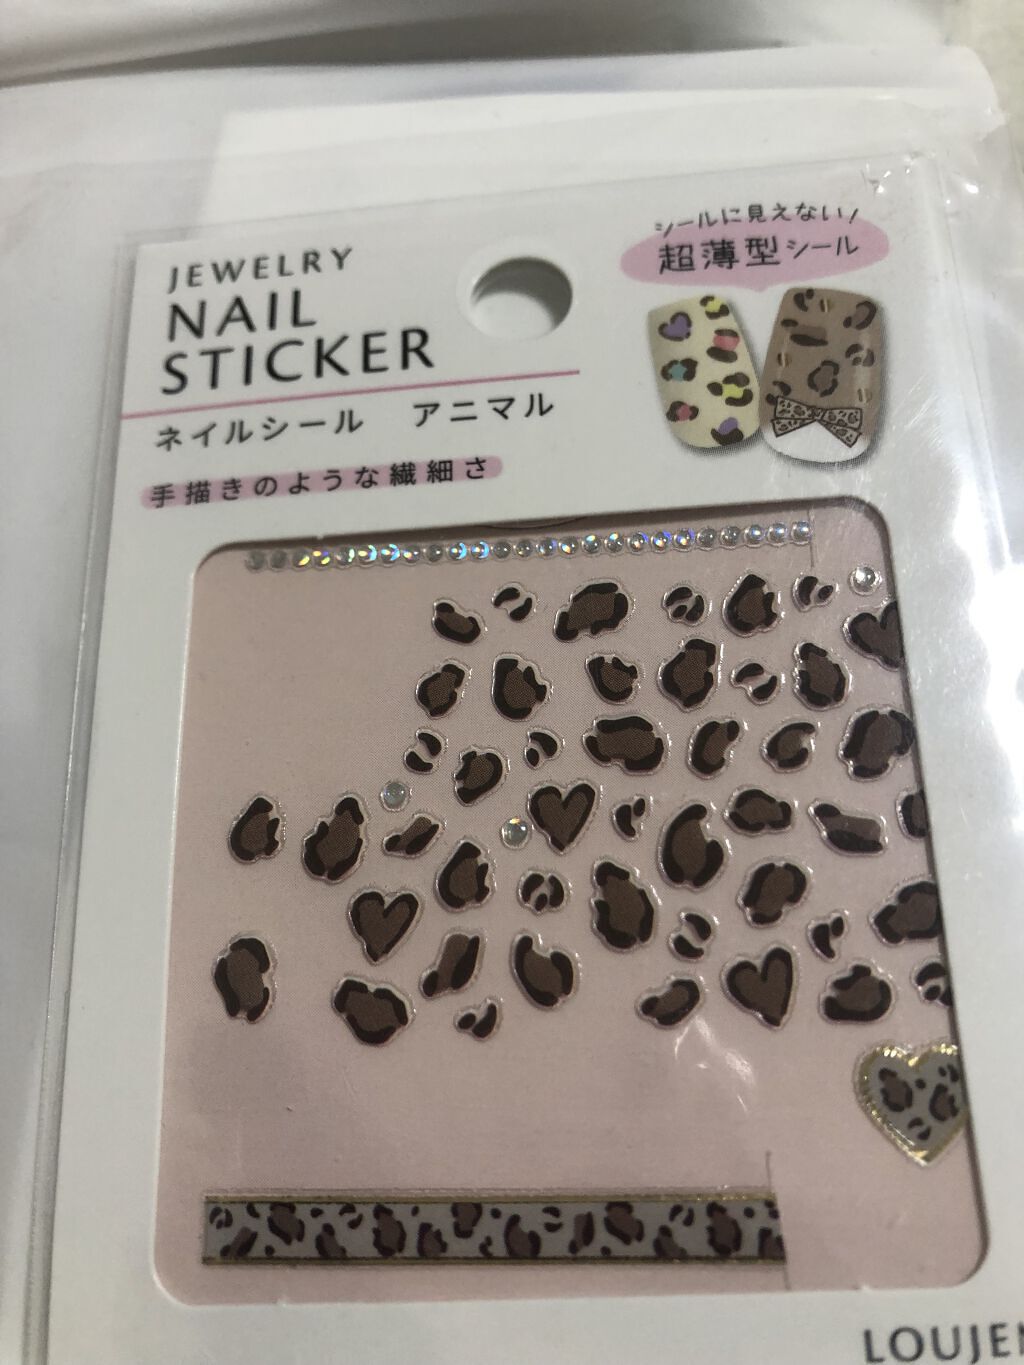 JEWELRY
NAIL
STICKER
ネイルシール アニマル
手描きのような繊細さ
シールに見えない!
超薄型シール
LOUJEN